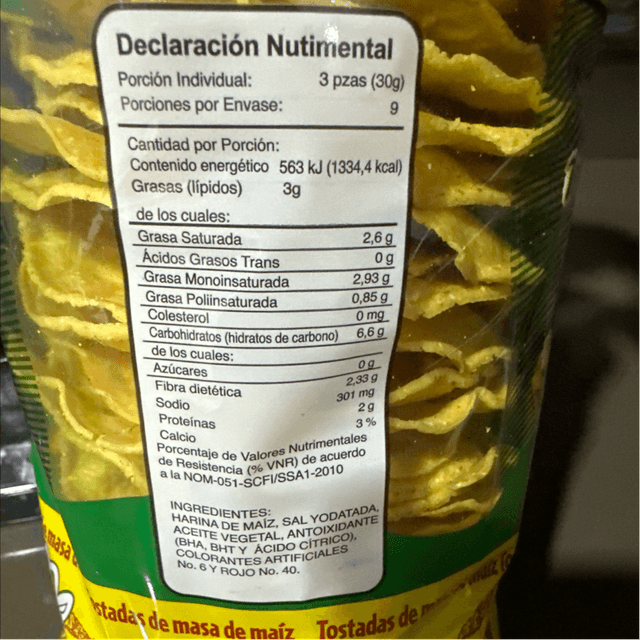 Declaración Nutimental
Porción Individual: 3 pzas (30g)
Porciones por Envase: 9
Cantidad por Porción:
Contenido energético 563 kJ (1334,4 kcal)
Grasas (lípidos) 3g
de los cuales:
Grasa Saturada 2,6 g
Ácidos Grasos Trans 0 g
Grasa Monoinsaturada 2,93 g
Grasa Poliinsaturada 0,85 g
Colesterol 0 mg
Carbohidratos (hidratos de carbono) 6,6 g
de los cuales:
Azúcares 0 g
Fibra dietética 2,33 g
Sodio 301 mg
Proteínas 2 g
Calcio 3 %
Porcentaje de Valores Nutrimentales
de Resistencia (% VNR) de acuerdo
a la NOM-051-SCFI/SSA1-2010
INGREDIENTES:
HARINA DE MAÍZ, SAL YODATADA,
ACEITE VEGETAL, ANTOIXIDANTE
(BHA, BHT Y ÁCIDO CÍTRICO),
COLORANTES ARTIFICIALES
No. 6 Y ROJO No. 40.
stadas de masa de maíz Tostadas de